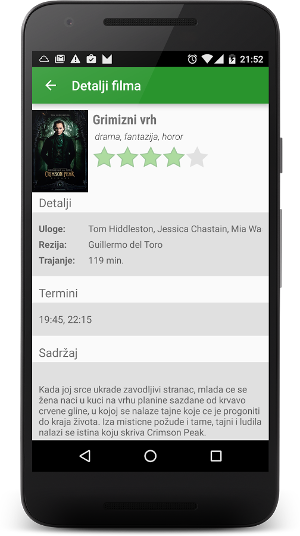 21:52
Detalji filma
CRIMSON PEAK
Grimizni vrh
drama, fantazija, horor
Detalji
Uloge: Tom Hiddleston, Jessica Chastain, Mia Wa
Rezija: Guillermo del Toro
Trajanje: 119 min.
Termini
19:45, 22:15
Sadržaj
Kada joj srce ukrade zavodljivi stranac, mlada ce se
žena naci u kuci na vrhu planine sazdane od krvavo
crvene gline, u kojoj se nalaze tajne koje ce je progoniti
do kraja života. Iza misticne požude i tame, tajni i ludila
nalazi se istina koju skriva Crimson Peak.